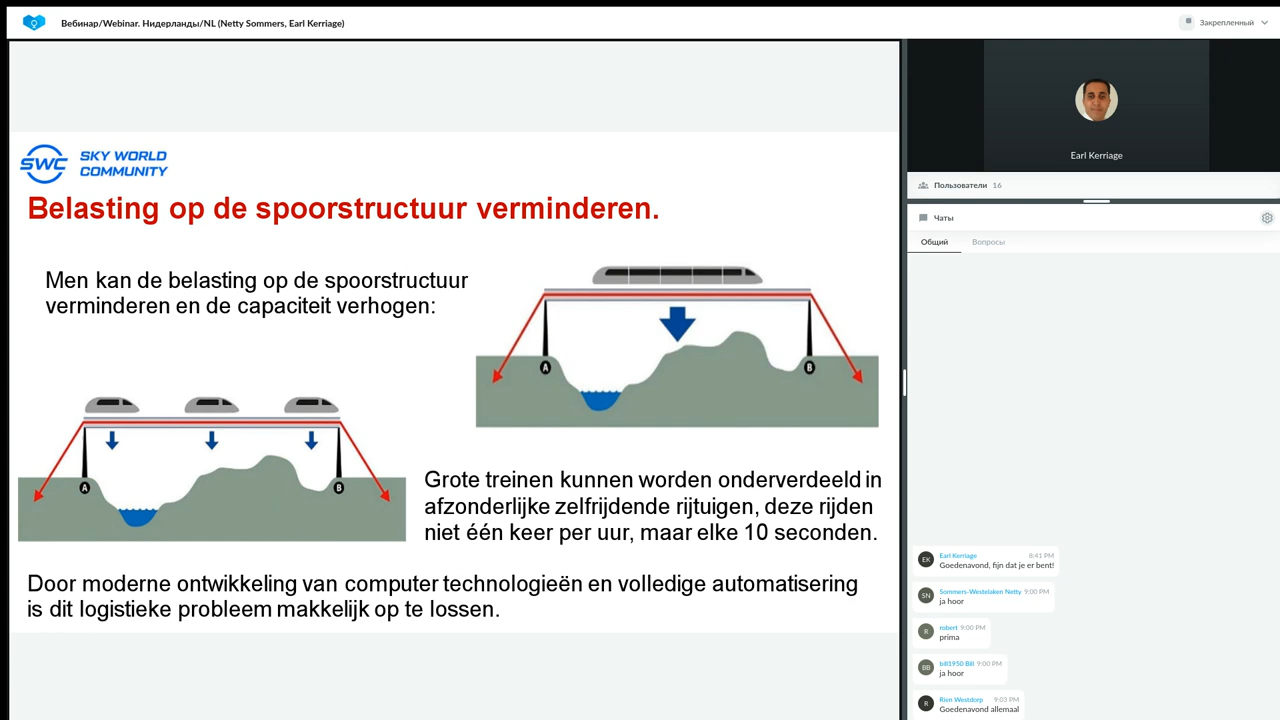 Вебинар/Webinar. Нидерланды/NL (Netty Sommers, Earl Kerriage)
Закрепленный
SWC SKY WORLD
COMMUNITY
Belasting op de spoorstructuur verminderen.
Men kan de belasting op de spoorstructuur
verminderen en de capaciteit verhogen:
A
B
A
B
Grote treinen kunnen worden onderverdeeld in
afzonderlijke zelfrijdende rijtuigen, deze rijden
niet één keer per uur, maar elke 10 seconden.
Door moderne ontwikkeling van computer technologieën en volledige automatisering
is dit logistieke probleem makkelijk op te lossen.
Earl Kerriage
Пользователи 16
Чаты
Общий Вопросы
EK Earl Kerriage 8:41 PM
Goedenavond, fijn dat je er bent!
SN Sommers-Westelaken Netty 9:00 PM
ja hoor
R robert 9:00 PM
prima
BB bill1950 Bill 9:00 PM
ja hoor
R Rien Westdorp 9:03 PM
Goedenavond allemaal